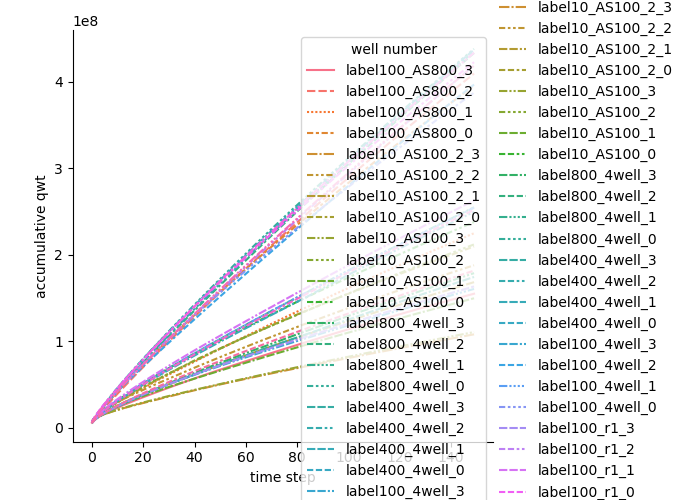 1e8
4
3
2
1
0
accumulative qwt
0
20
40
60
80
100
120
140
time step
well number
label100_AS800_3
label100_AS800_2
label100_AS800_1
label100_AS800_0
label10_AS100_2_3
label10_AS100_2_2
label10_AS100_2_1
label10_AS100_2_0
label10_AS100_3
label10_AS100_2
label10_AS100_1
label10_AS100_0
label800_4well_3
label800_4well_2
label800_4well_1
label800_4well_0
label400_4well_3
label400_4well_2
label400_4well_1
label400_4well_0
label100_4well_3
label10_AS100_2_3
label10_AS100_2_2
label10_AS100_2_1
label10_AS100_2_0
label10_AS100_3
label10_AS100_2
label10_AS100_1
label10_AS100_0
label800_4well_3
label800_4well_2
label800_4well_1
label800_4well_0
label400_4well_3
label400_4well_2
label400_4well_1
label400_4well_0
label100_4well_3
label100_4well_2
label100_4well_1
label100_4well_0
label100_r1_3
label100_r1_2
label100_r1_1
label100_r1_0